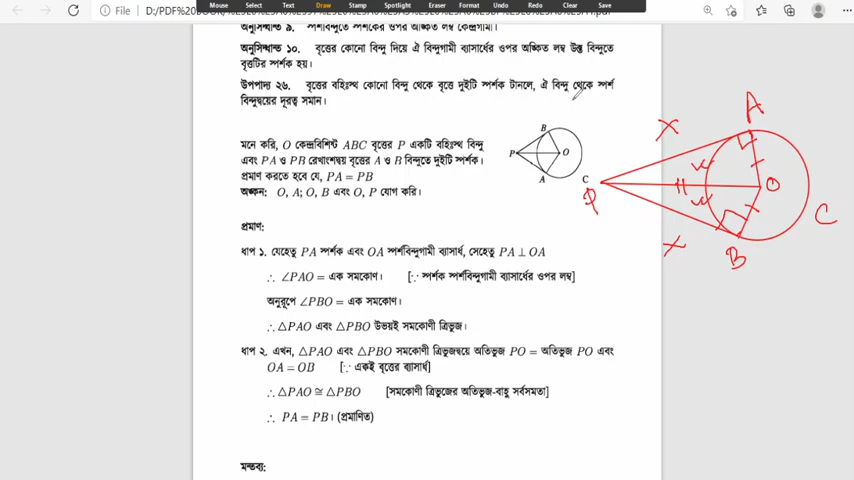 Mouse Select Text Draw Stamp Spotlight Eraser Format Undo Redo Clear Save
File D:/PDF
অনুসিদ্ধান্ত ৯. স্পর্শবিন্দুতে স্পর্শকের ওপর অঙ্কিত লম্ব কেন্দ্রগামী।
অনুসিদ্ধান্ত ১০. বৃত্তের কোনো বিন্দু দিয়ে ঐ বিন্দুগামী ব্যাসার্ধের ওপর অঙ্কিত লম্ব উক্ত বিন্দুতে
বৃত্তটির স্পর্শক হয়।
উপপাদ্য ২৬. বৃত্তের বহিঃস্থ কোনো বিন্দু থেকে বৃত্তে দুইটি স্পর্শক টানলে, ঐ বিন্দু থেকে স্পর্শ
বিন্দুদ্বয়ের দূরত্ব সমান।
মনে করি, O কেন্দ্রবিশিষ্ট ABC বৃত্তের P একটি বহিঃস্থ বিন্দু
এবং PA ও PB রেখাংশদ্বয় বৃত্তের A ও B বিন্দুতে দুইটি স্পর্শক।
প্রমাণ করতে হবে যে, PA = PB
অঙ্কন: O, A; O, B এবং O, P যোগ করি।
B
P
O
A
C
A
X
O
P
C
X
B
প্রমাণ:
ধাপ ১. যেহেতু PA স্পর্শক এবং OA স্পর্শবিন্দুগামী ব্যাসার্ধ, সেহেতু PA ⊥ OA
∴ ∠PAO = এক সমকোণ। [∵ স্পর্শক স্পর্শবিন্দুগামী ব্যাসার্ধের ওপর লম্ব]
অনুরূপে ∠PBO = এক সমকোণ।
∴ △PAO এবং △PBO উভয়ই সমকোণী ত্রিভুজ।
ধাপ ২. এখন, △PAO এবং △PBO সমকোণী ত্রিভুজদ্বয়ে অতিভুজ PO = অতিভুজ PO এবং
OA = OB [∵ একই বৃত্তের ব্যাসার্ধ]
∴ △PAO ≅ △PBO [সমকোণী ত্রিভুজের অতিভুজ-বাহু সর্বসমতা]
∴ PA = PB। (প্রমাণিত)
মন্তব্য: